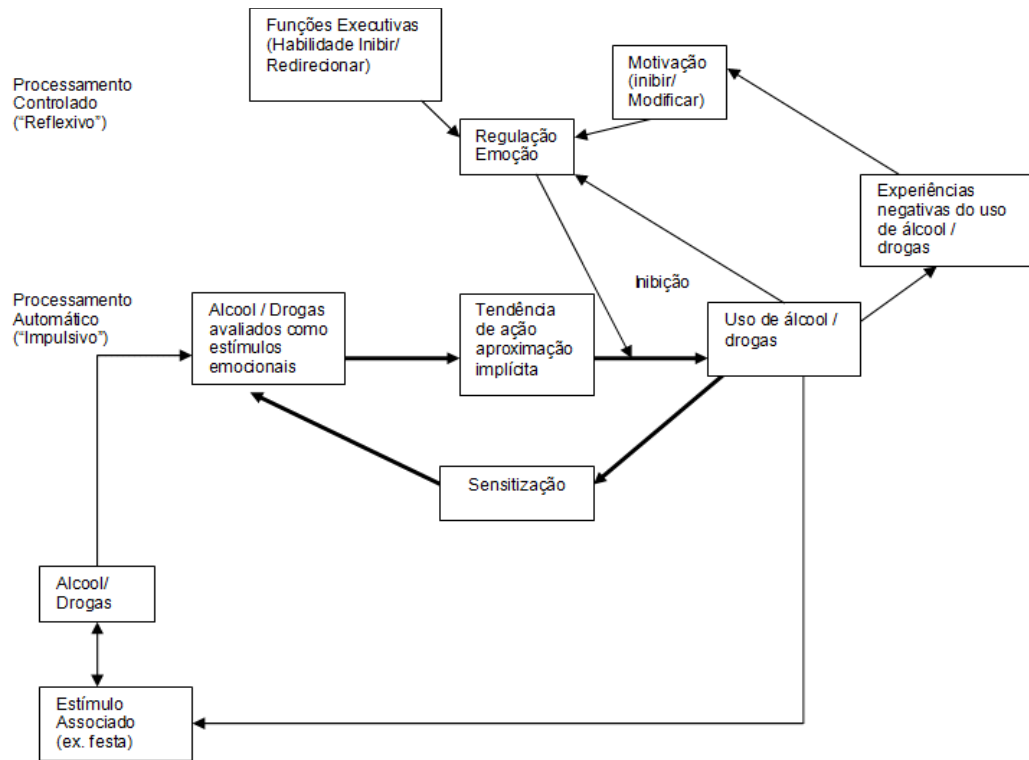 Funções Executivas
(Habilidade Inibir/
Redirecionar)
Motivação
(inibir/
Modificar)
Processamento
Controlado
("Reflexivo")
Regulação
Emoção
Experiências
negativas do uso
de álcool /
drogas
Inibição
Processamento
Automático
("Impulsivo")
Alcool / Drogas
avaliados como
estímulos
emocionais
Tendência
de ação
aproximação
implícita
Uso de álcool /
drogas
Sensitização
Alcool/
Drogas
Estímulo
Associado
(ex. festa)